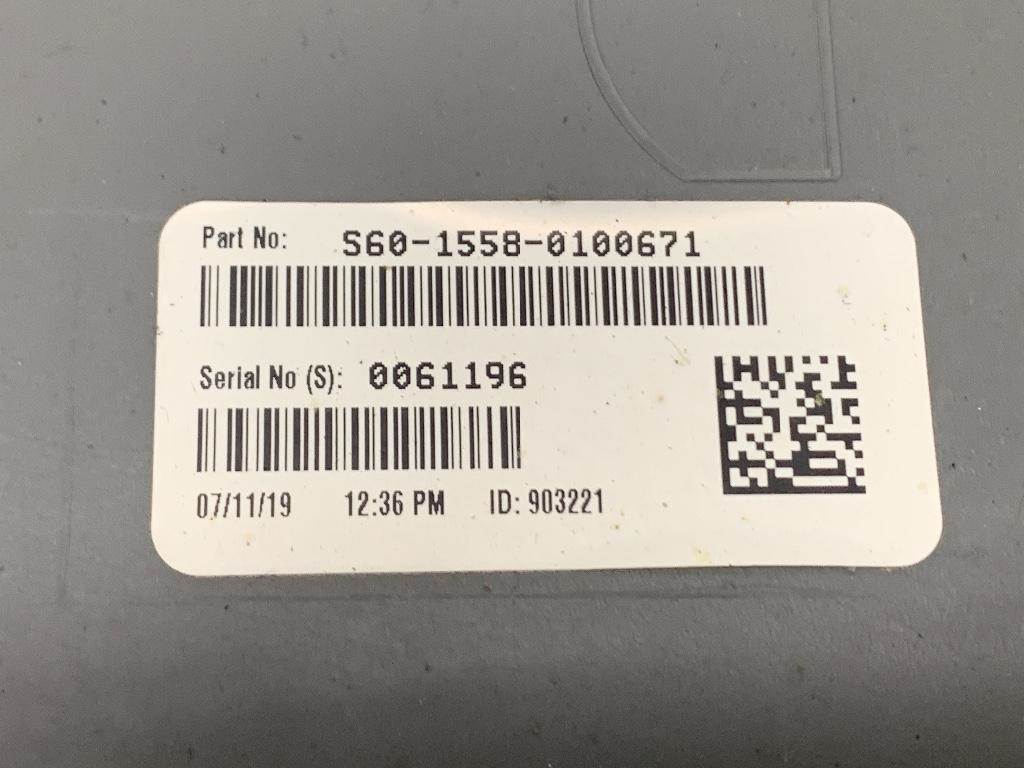 Part No: S60-1558-0100671
Serial No (S): 0061196
07/11/19 12:36 PM ID: 903221